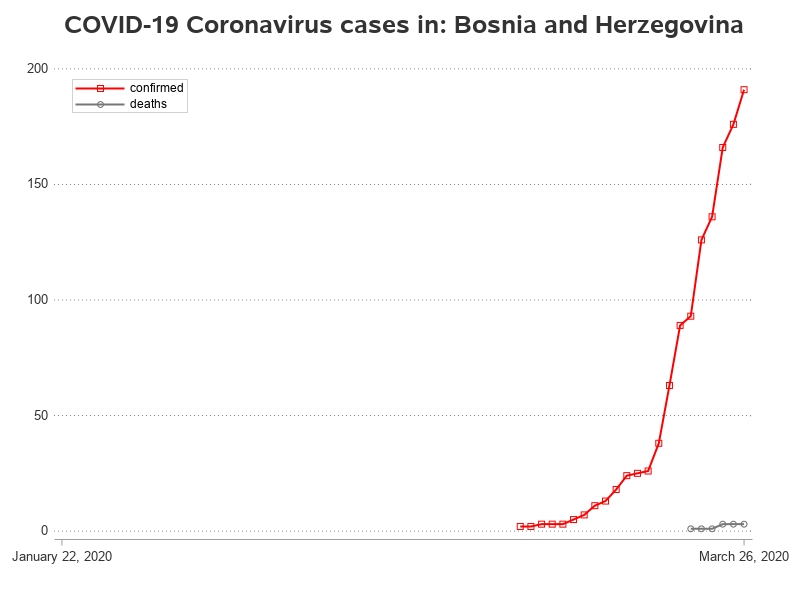 COVID-19 Coronavirus cases in: Bosnia and Herzegovina
200
confirmed
deaths
150
100
50
0
January 22, 2020
March 26, 2020